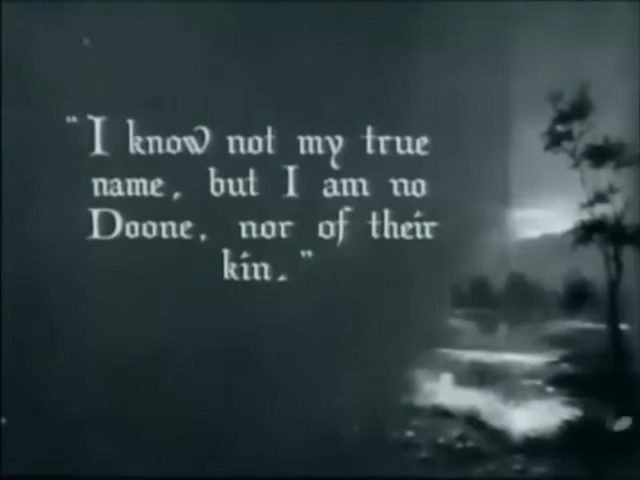 "I know not my true
name, but I am no
Doone, nor of their
kin."